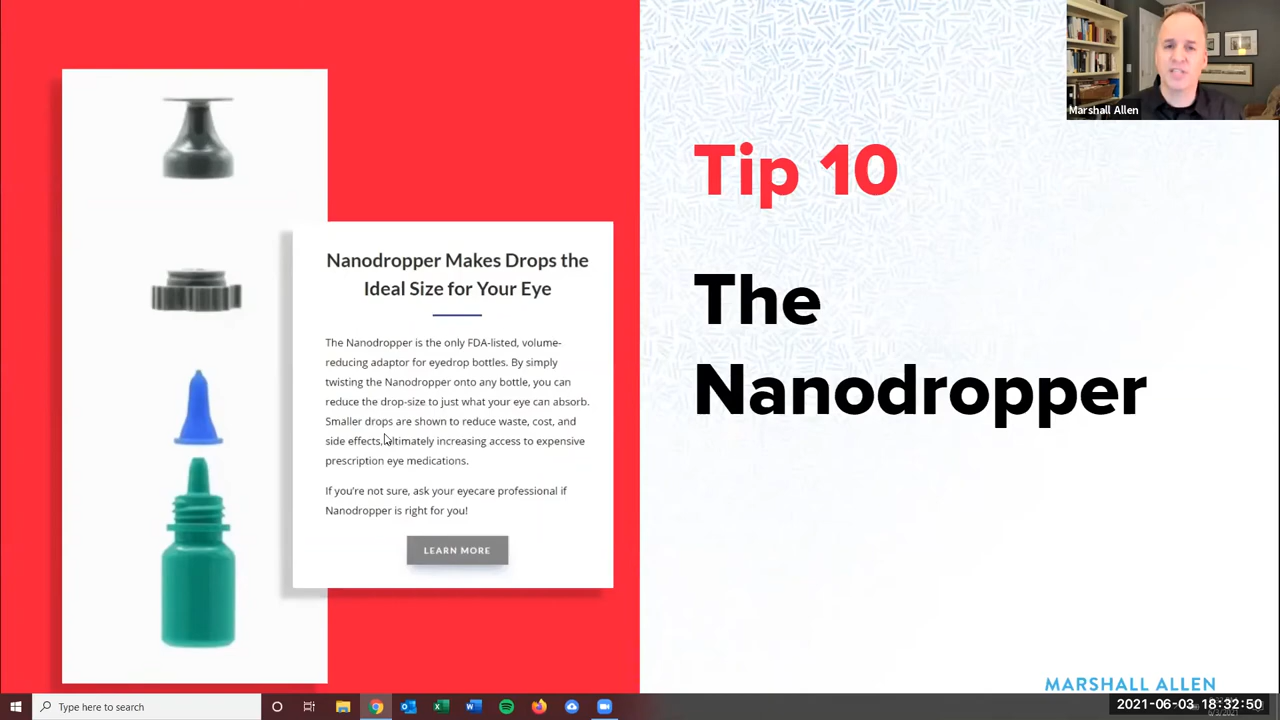 Marshall Allen
Tip 10
The
Nanodropper
Nanodropper Makes Drops the
Ideal Size for Your Eye
The Nanodropper is the only FDA-listed, volume-
reducing adaptor for eyedrop bottles. By simply
twisting the Nanodropper onto any bottle, you can
reduce the drop-size to just what your eye can absorb.
Smaller drops are shown to reduce waste, cost, and
side effects, ultimately increasing access to expensive
prescription eye medications.
If you're not sure, ask your eyecare professional if
Nanodropper is right for you!
LEARN MORE
MARSHALL ALLEN
Type here to search
2021-06-03 18:32:50